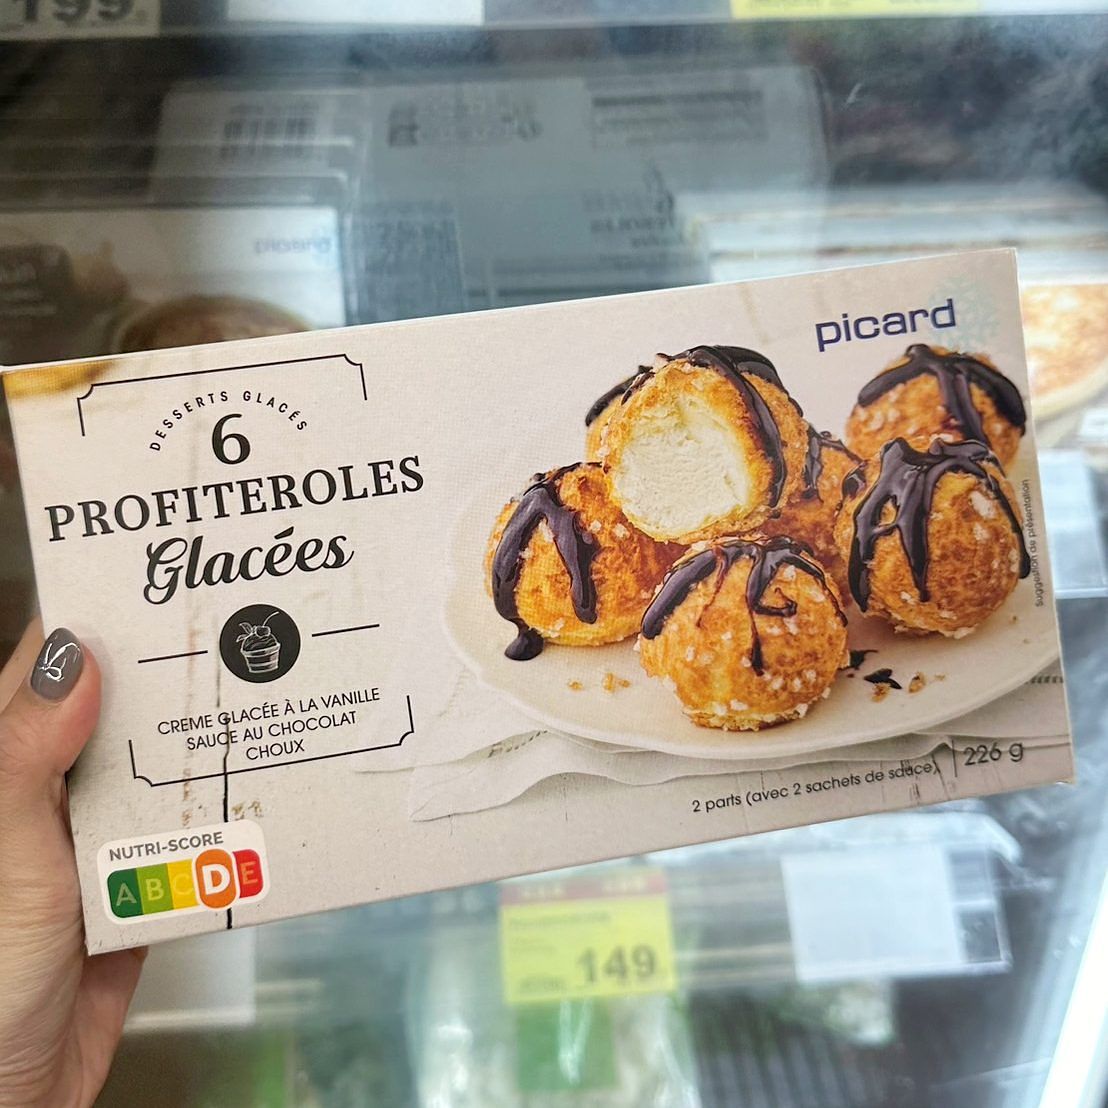 199
picard
DESSERTS GLACÉS
6
PROFITEROLES
Glacées
CREME GLACÉE À LA VANILLE
SAUCE AU CHOCOLAT
CHOUX
suggestion de présentation
2 parts (avec 2 sachets de sauce)
226 g
NUTRI-SCORE
A B C D E
149